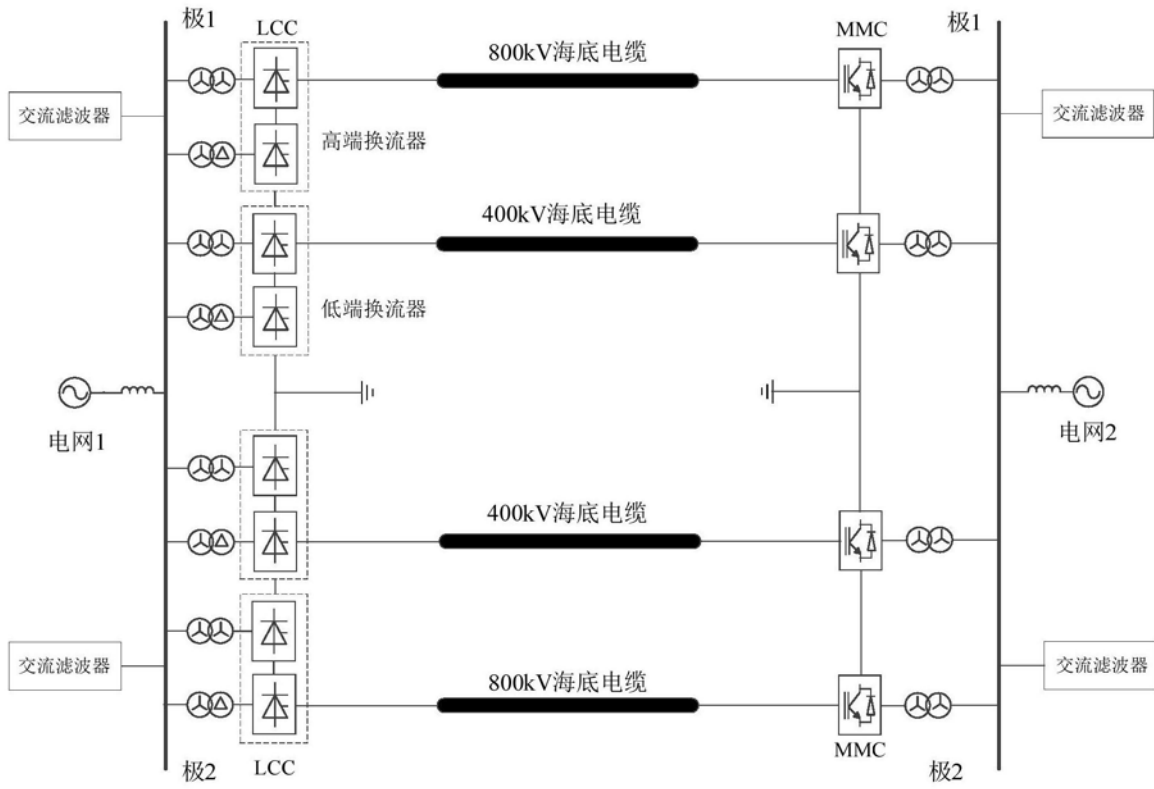 极1
LCC
800kV海底电缆
MMC
极1
交流滤波器
交流滤波器
高端换流器
400kV海底电缆
低端换流器
电网1
电网2
400kV海底电缆
交流滤波器
交流滤波器
800kV海底电缆
MMC
极2
LCC
极2